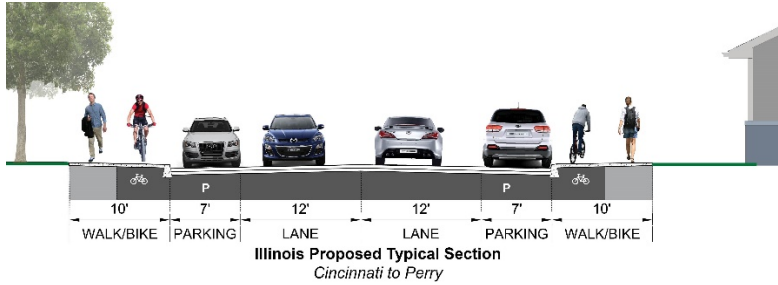 P P
10' 7' 12' 12' 7' 10'
WALK/BIKE PARKING LANE LANE PARKING WALK/BIKE
Illinois Proposed Typical Section
Cincinnati to Perry